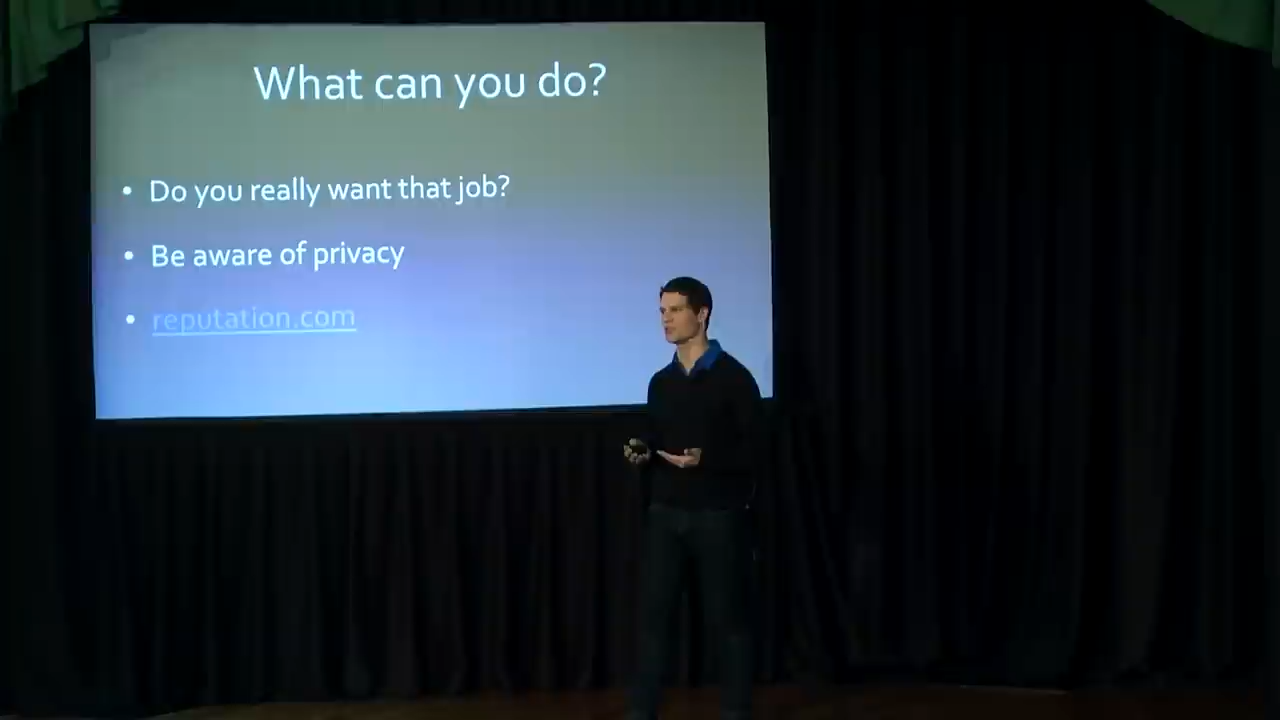 What can you do?
• Do you really want that job?
• Be aware of privacy
• reputation.com